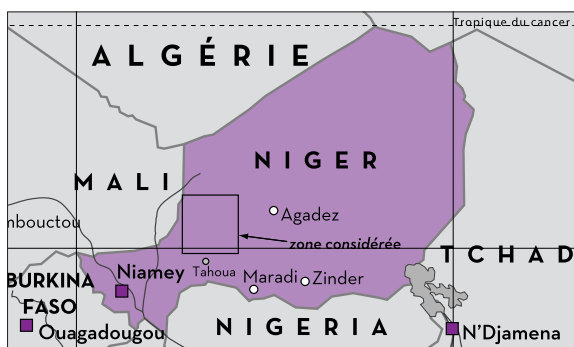 Tropique du cancer
ALGÉRIE
NIGER
MALI
Agadez
mbouctou
zone considérée
TCHAD
BURKINA
FASO
Niamey
Tahoua
Maradi
Zinder
Ouagadougou
NIGERIA
N'Djamena